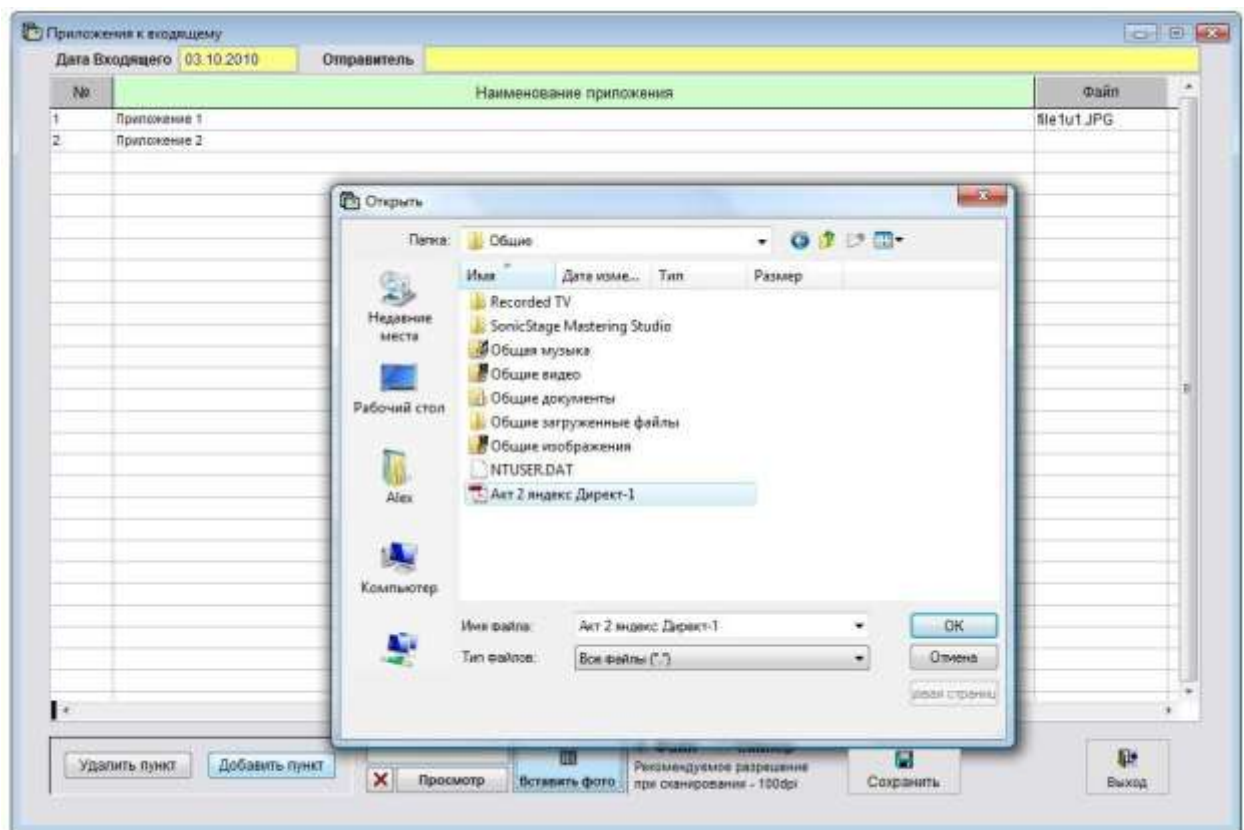 Приложения к входящему
Дата Входящего 03.10.2010 Отправитель
№ Наименование приложения Файл
1 Приложение 1 file1u1.JPG
2 Приложение 2
Открыть
Папка: Общие
Имя Дата изме... Тип Размер
Recorded TV
SonicStage Mastering Studio
Общая музыка
Общие видео
Общие документы
Общие загруженные файлы
Общие изображения
NTUSER.DAT
Акт 2 яндекс Директ-1
Недавние
места
Рабочий стол
Alex
Компьютер
Имя файла: Акт 2 яндекс Директ-1 OK
Тип файлов: Все файлы (*.*) Отмена
Удалить пункт Добавить пункт Просмотр Вставить фото
Рекомендуемое разрешение
при сканировании - 100dpi
Сохранить Выход